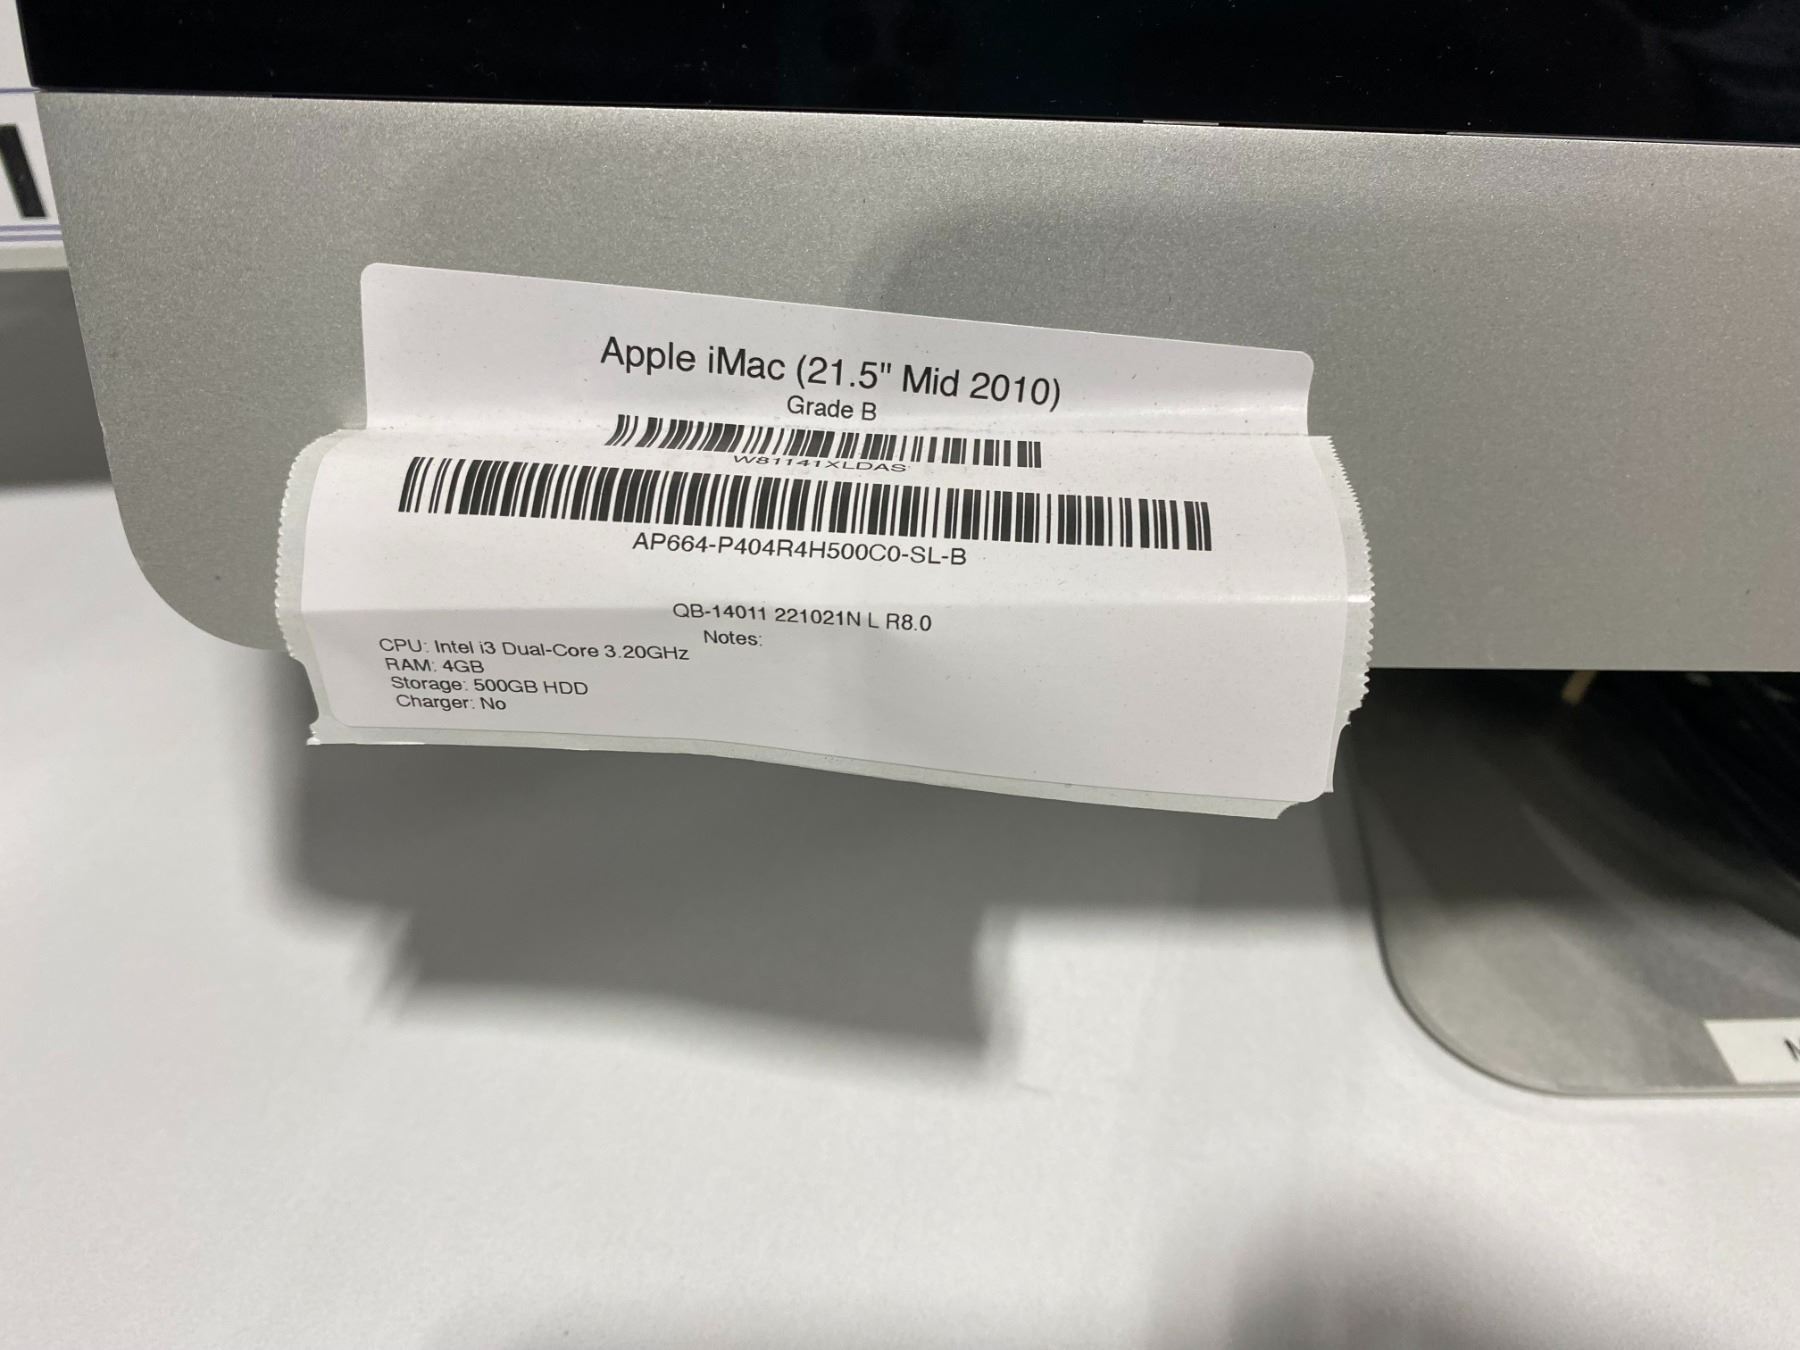 Apple iMac (21.5" Mid 2010)
Grade B
W81141XLDAS
AP664-P404R4H500C0-SL-B
QB-14011 221021N L R8.0
Notes:
CPU: Intel i3 Dual-Core 3.20GHz
RAM: 4GB
Storage: 500GB HDD
Charger: No